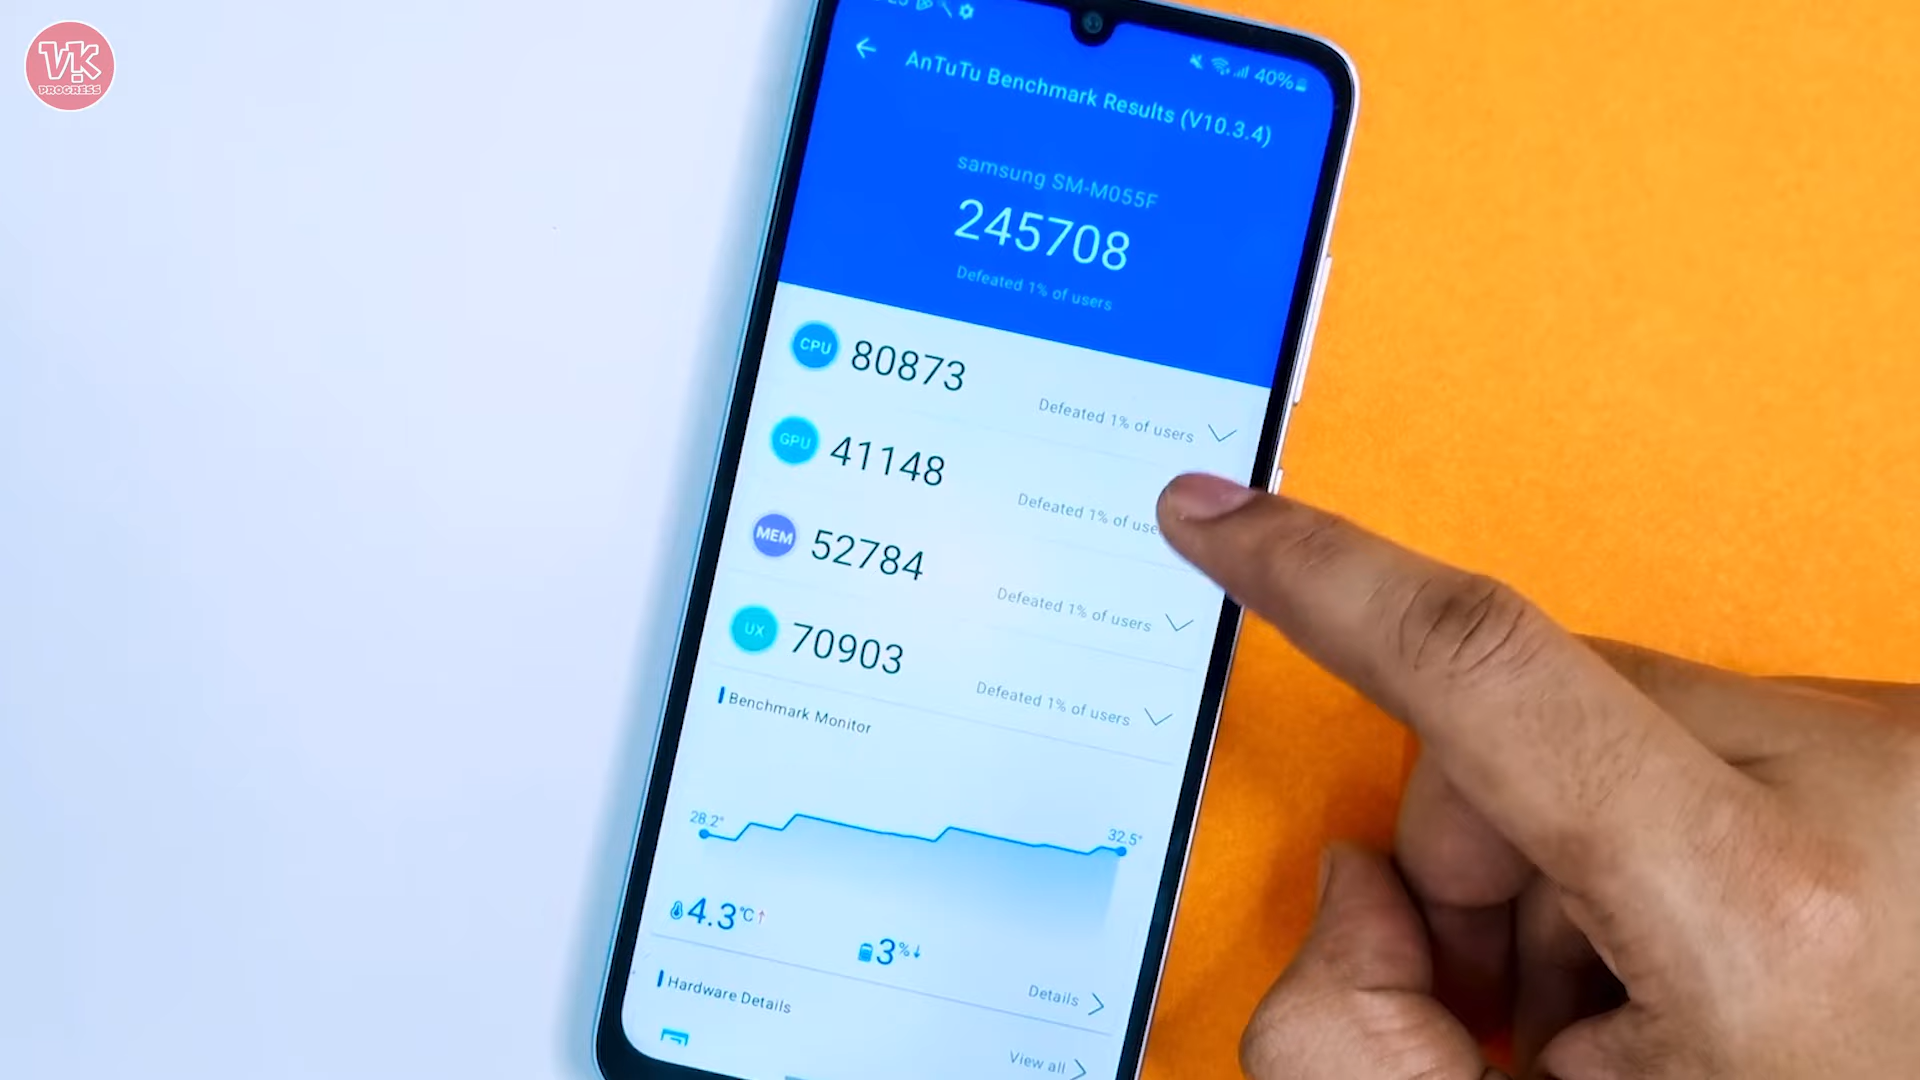 VK
PROGRESS
40%
AnTuTu Benchmark Results (V10.3.4)
samsung SM-M055F
245708
Defeated 1% of users
CPU 80873
Defeated 1% of users
GPU 41148
Defeated 1% of
MEM 52784
Defeated 1% of users
UX 70903
Defeated 1% of users
Benchmark Monitor
28.2°
32.5°
4.3°C↑
3%↓
Details
Hardware Details
View all